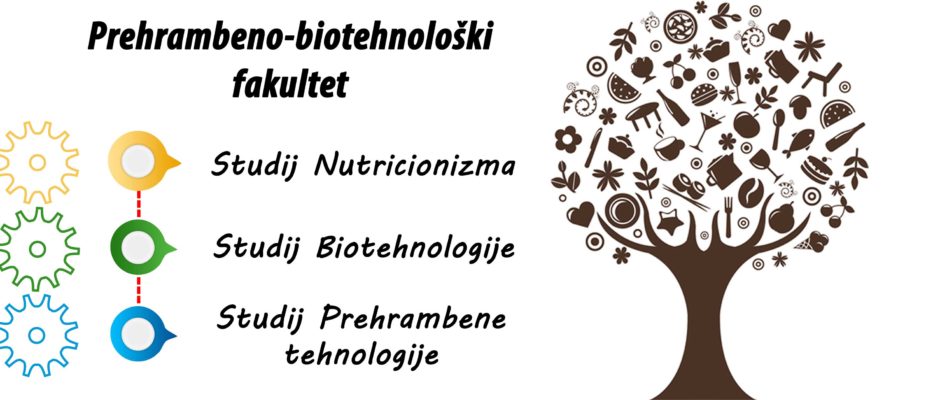 Prehrambeno-biotehnološki
fakultet
Studij Nutricionizma
Studij Biotehnologije
Studij Prehrambene
tehnologije